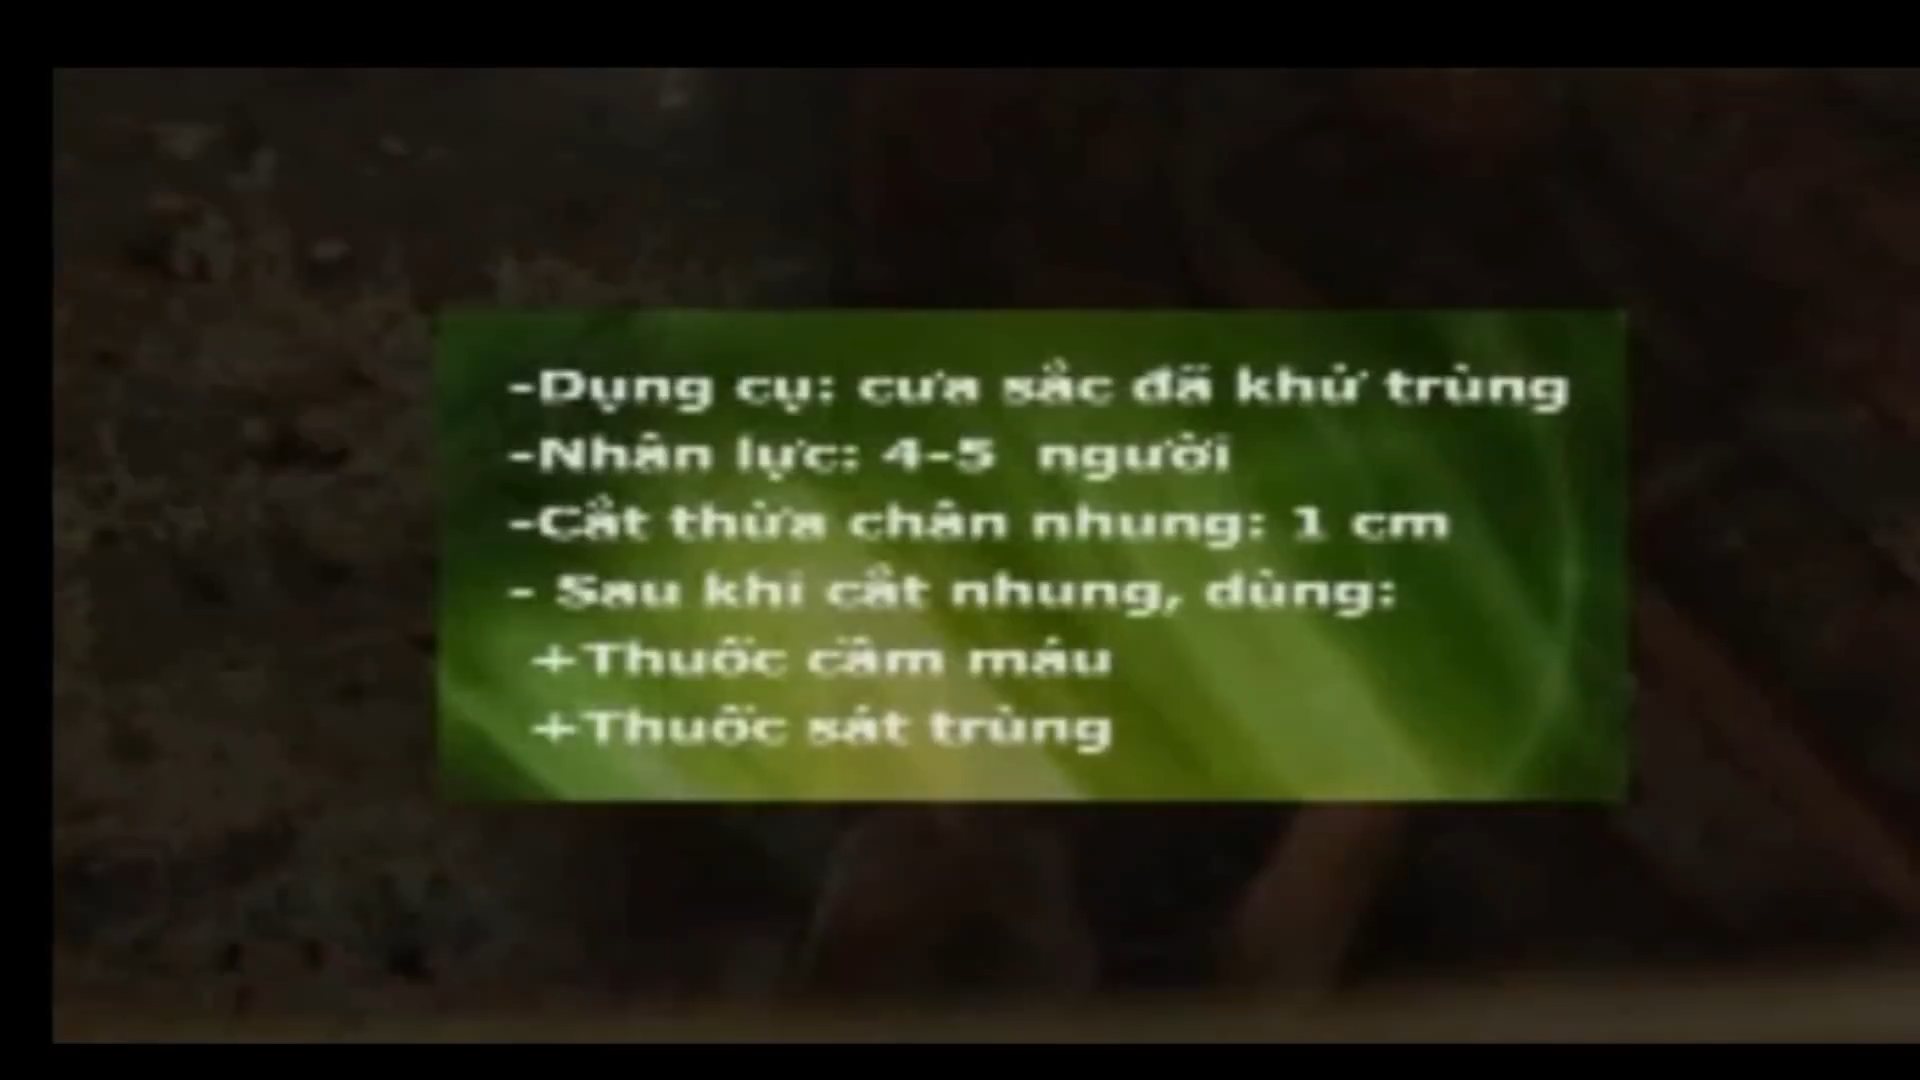 -Dụng cụ: cưa sắc đã khử trùng
-Nhân lực: 4-5 người
-Cắt thừa chân nhung: 1 cm
- Sau khi cắt nhung, dùng:
+Thuốc cầm máu
+Thuốc sát trùng